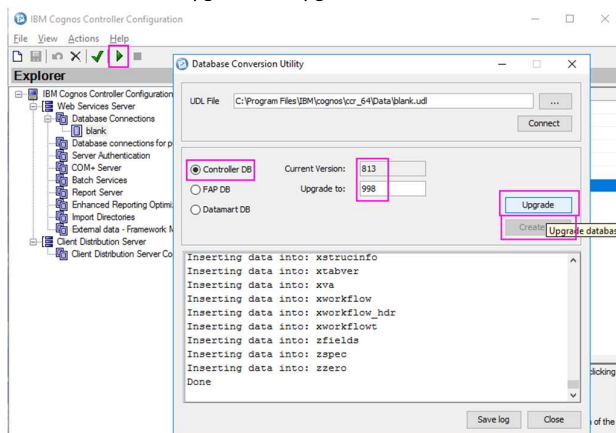 IBM Cognos Controller Configuration
File View Actions Help
Explorer
IBM Cognos Controller Configuration
Web Services Server
Database Connections
blank
Database connections for p
Server Authentication
COM+ Server
Batch Services
Report Server
Enhanced Reporting Optimi
Import Directories
External data - Framework M
Client Distribution Server
Client Distribution Server Co
Database Conversion Utility
UDL File C:\Program Files\IBM\cognos\ccr_64\Data\blank.udl ...
Connect
Controller DB Current Version: 813
FAP DB Upgrade to: 998
Datamart DB
Upgrade
Create
Upgrade databas
Inserting data into: xstrucinfo
Inserting data into: xtabver
Inserting data into: xva
Inserting data into: xworkflow
Inserting data into: xworkflow_hdr
Inserting data into: xworkflowt
Inserting data into: zfields
Inserting data into: zspec
Inserting data into: zzero
Done
Save log Close
clicking
of the